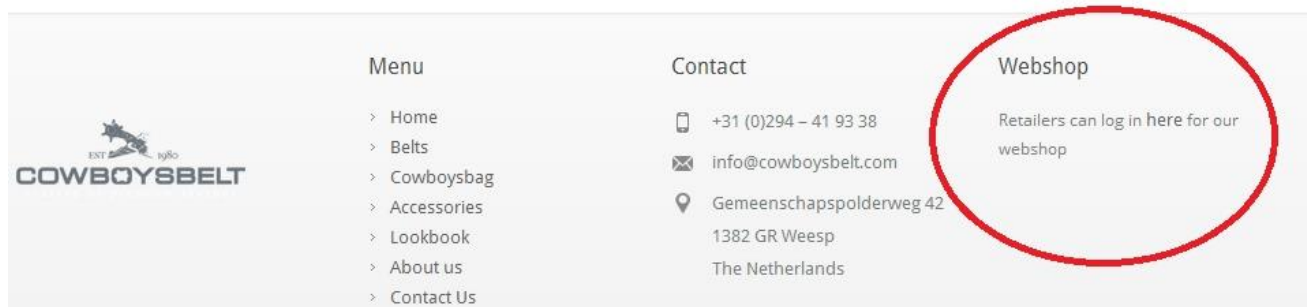 EST 1980
COWBOYSBELT
Menu
Home
Belts
Cowboysbag
Accessories
Lookbook
About us
Contact Us
Contact
+31 (0)294 – 41 93 38
info@cowboysbelt.com
Gemeenschapspolderweg 42
1382 GR Weesp
The Netherlands
Webshop
Retailers can log in here for our
webshop